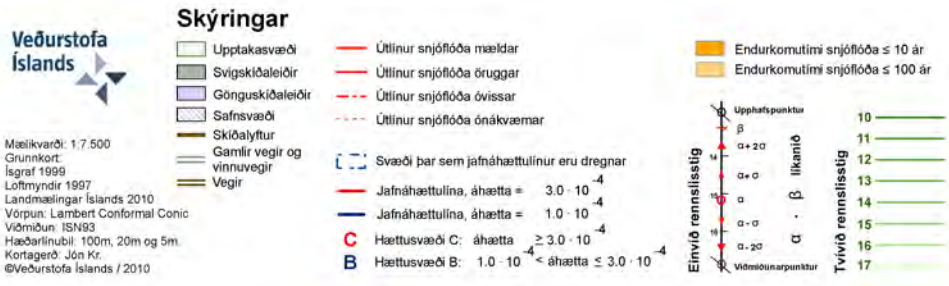 Skýringar
Veðurstofa
Íslands
Mælikvarði: 1:7.500
Grunnkort:
Ísgraf 1999
Loftmyndir 1997
Landmælingar Íslands 2010
Vörpun: Lambert Conformal Conic
Viðmiðun: ISN93
Hæðarlínubil: 100m, 20m og 5m.
Kortagerð: Jón Kr.
©Veðurstofa Íslands / 2010
Upptakasvæði
Svigskíðaleiðir
Gönguskíðaleiðir
Safnsvæði
Skíðalyftur
Gamlir vegir og
vinnuvegir
Vegir
Útlínur snjóflóða mældar
Útlínur snjóflóða öruggar
Útlínur snjóflóða óvissar
Útlínur snjóflóða ónákvæmar
Svæði þar sem jafnáhættulínur eru dregnar
Jafnáhættulína, áhætta = 3.0 · 10⁻⁴
Jafnáhættulína, áhætta = 1.0 · 10⁻⁴
C Hættusvæði C: áhætta ≥ 3.0 · 10⁻⁴
B Hættusvæði B: 1.0 · 10⁻⁴ < áhætta ≤ 3.0 · 10⁻⁴
Endurkomutími snjóflóða ≤ 10 ár
Endurkomutími snjóflóða ≤ 100 ár
Einvíð rennslisstig
Upphafspunktur
β
α+2σ
14
α+σ
15
α
α-σ
16
α-2σ
Viðmiðunarpunktur
α · β líkanið
Tvívíð rennslisstig
10
11
12
13
14
15
16
17